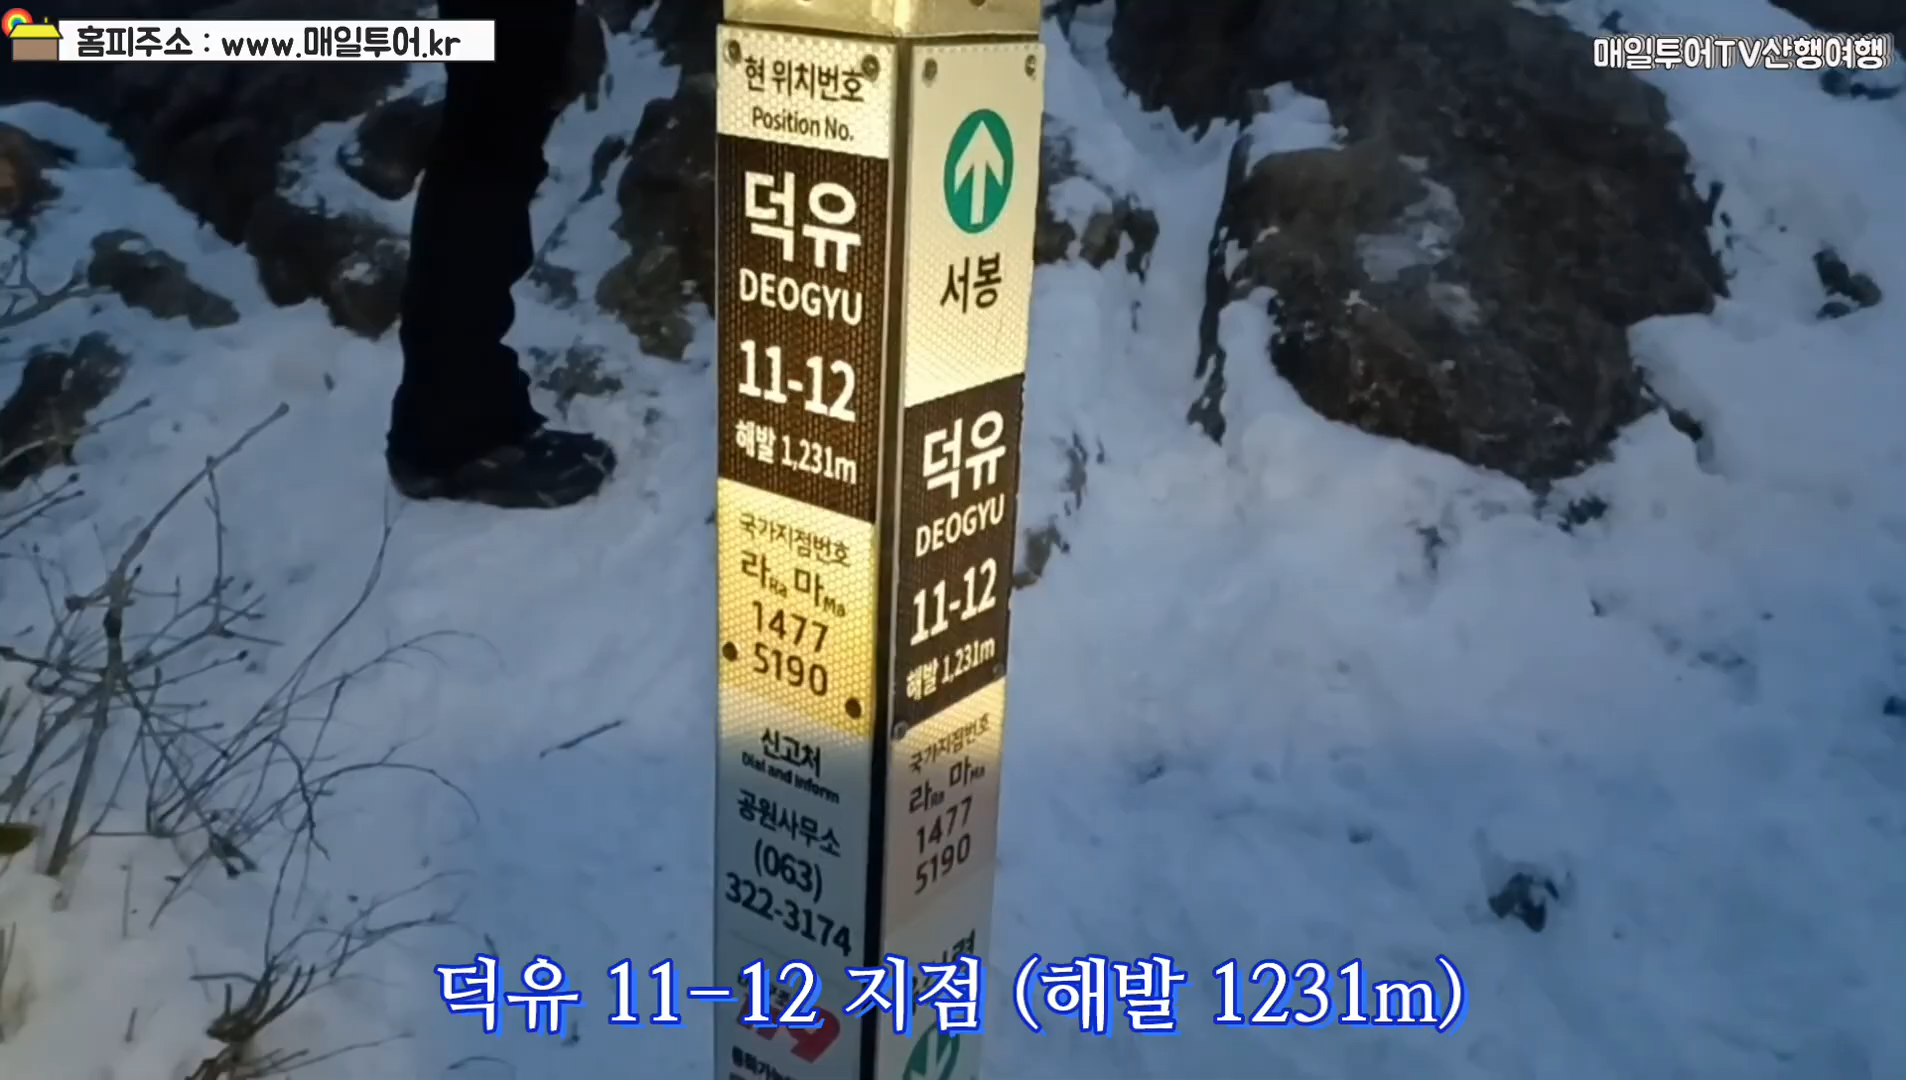 홈피주소 : www.매일투어.kr
매일투어TV산행여행
현 위치번호
Position No.
덕유
DEOGYU
11-12
해발 1,231m
국가지점번호
라Ra 마Ma
1477
5190
신고처
Dial and Inform
공원사무소
(063)
322-3174
서봉
덕유
DEOGYU
11-12
해발 1,231m
국가지점번호
라Ra 마Ma
1477
5190
덕유 11-12 지점 (해발 1231m)